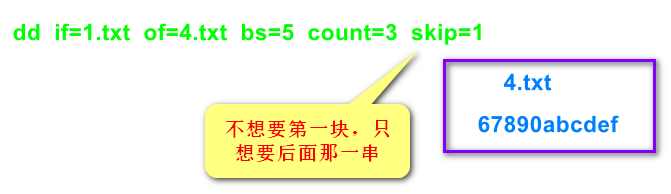 dd if=1.txt of=4.txt bs=5 count=3 skip=1
不想要第一块，只
想要后面那一串
4.txt
67890abcdef